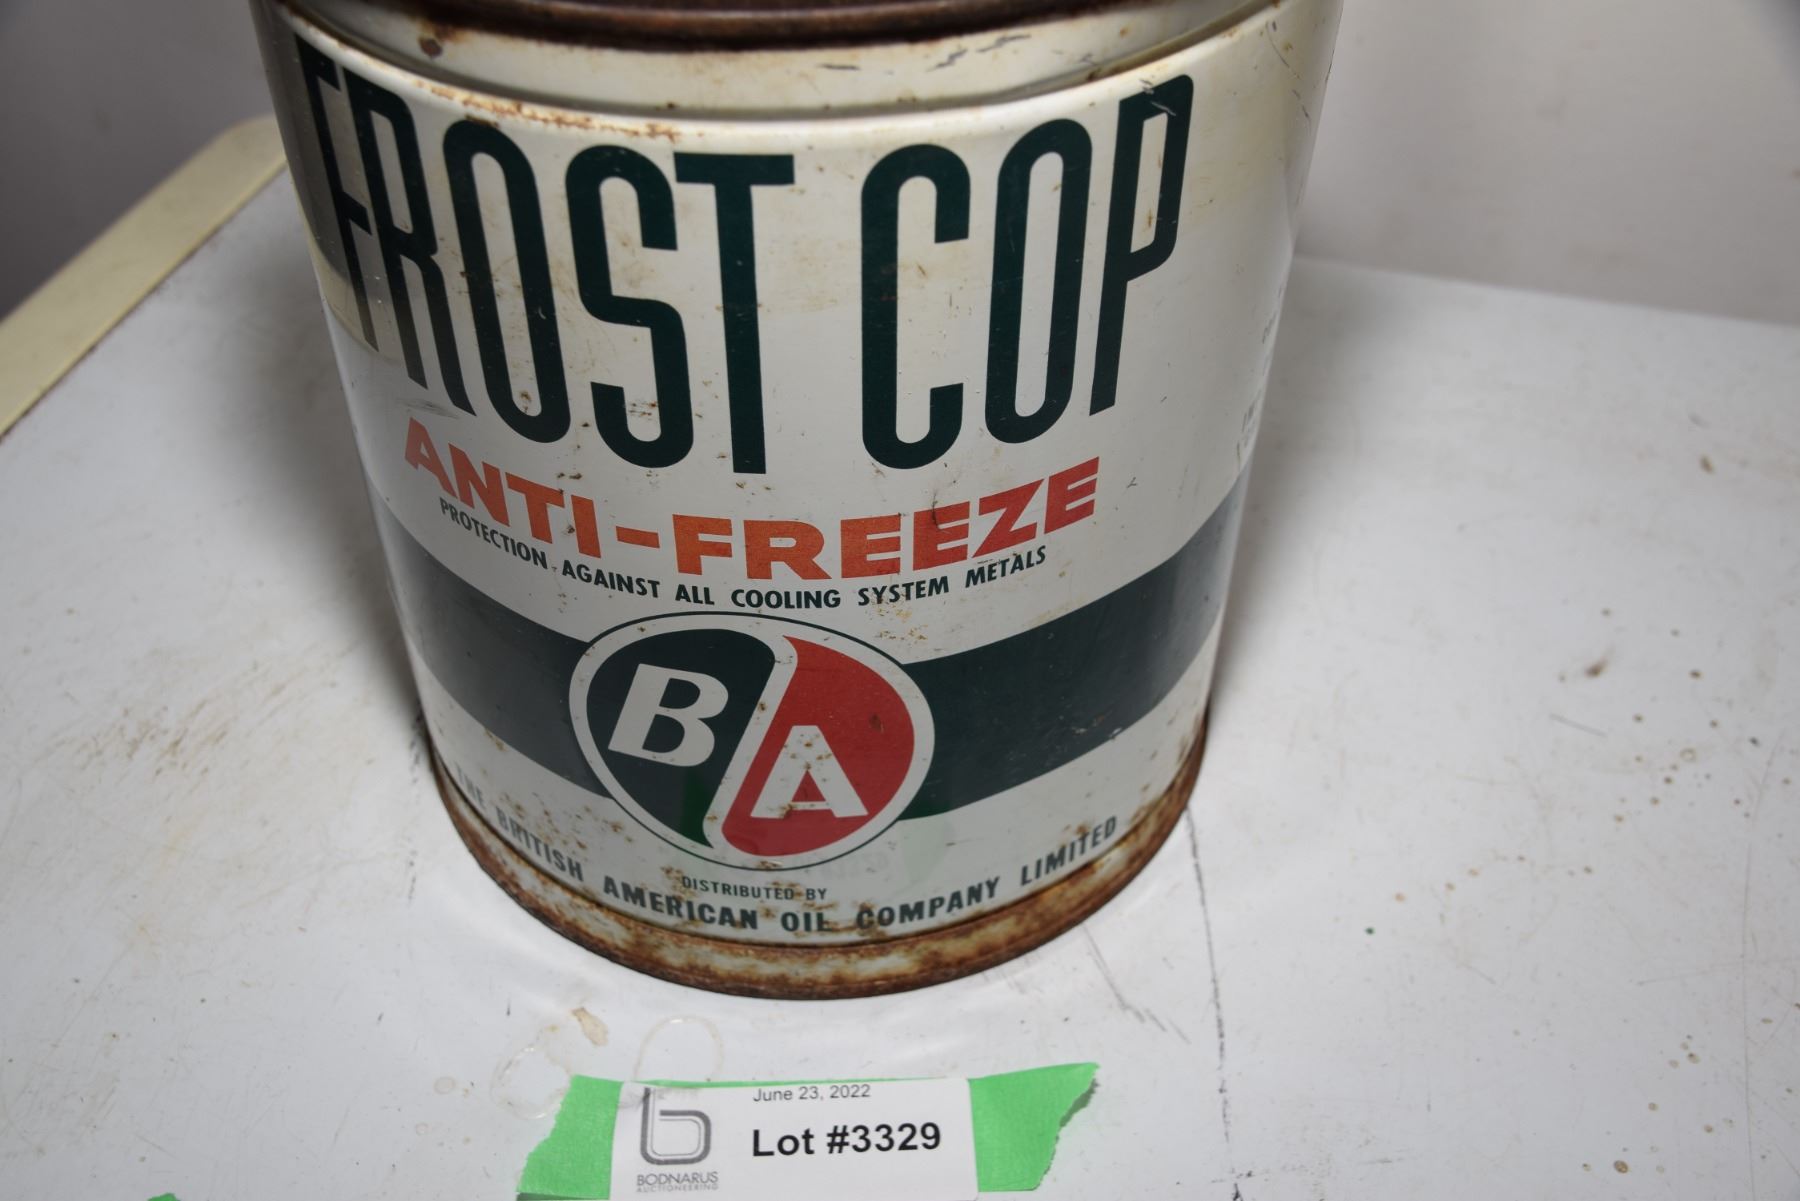 FROST COP
ANTI-FREEZE
PROTECTION AGAINST ALL COOLING SYSTEM METALS
B A
DISTRIBUTED BY
THE BRITISH AMERICAN OIL COMPANY LIMITED
June 23, 2022
Lot #3329
BODNARUS
AUCTIONEERING